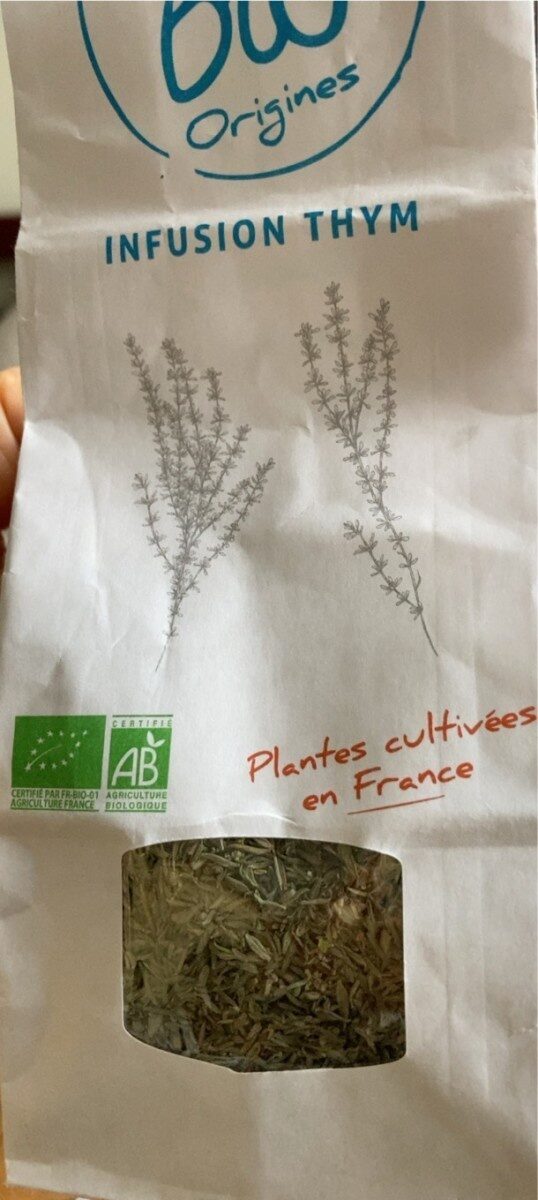 Bio
Origines
INFUSION THYM
CERTIFIÉ
AB
CERTIFIÉ PAR FR-BIO-01
AGRICULTURE FRANCE
AGRICULTURE
BIOLOGIQUE
Plantes cultivées
en France